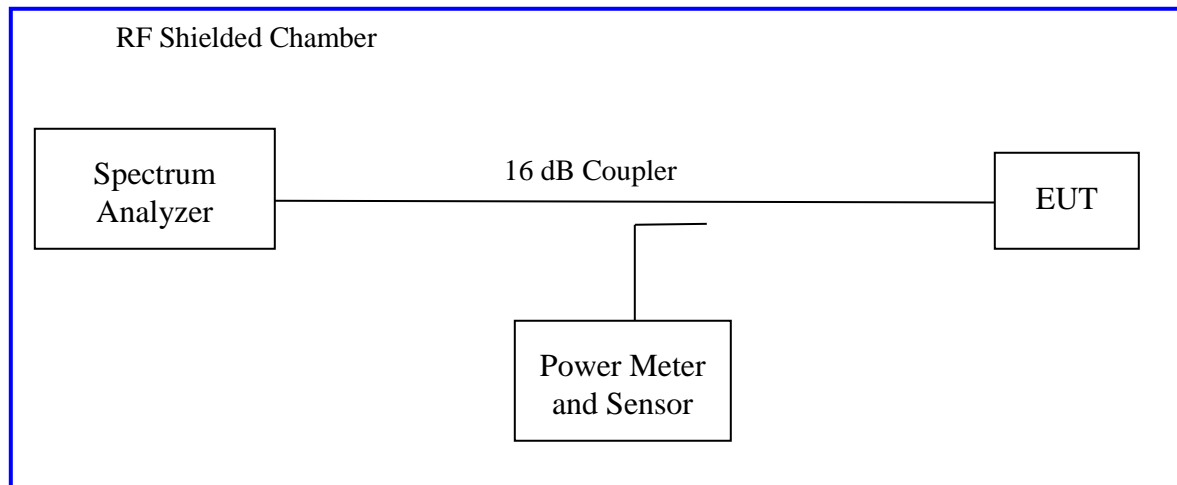 RF Shielded Chamber
Spectrum
Analyzer
16 dB Coupler
EUT
Power Meter
and Sensor